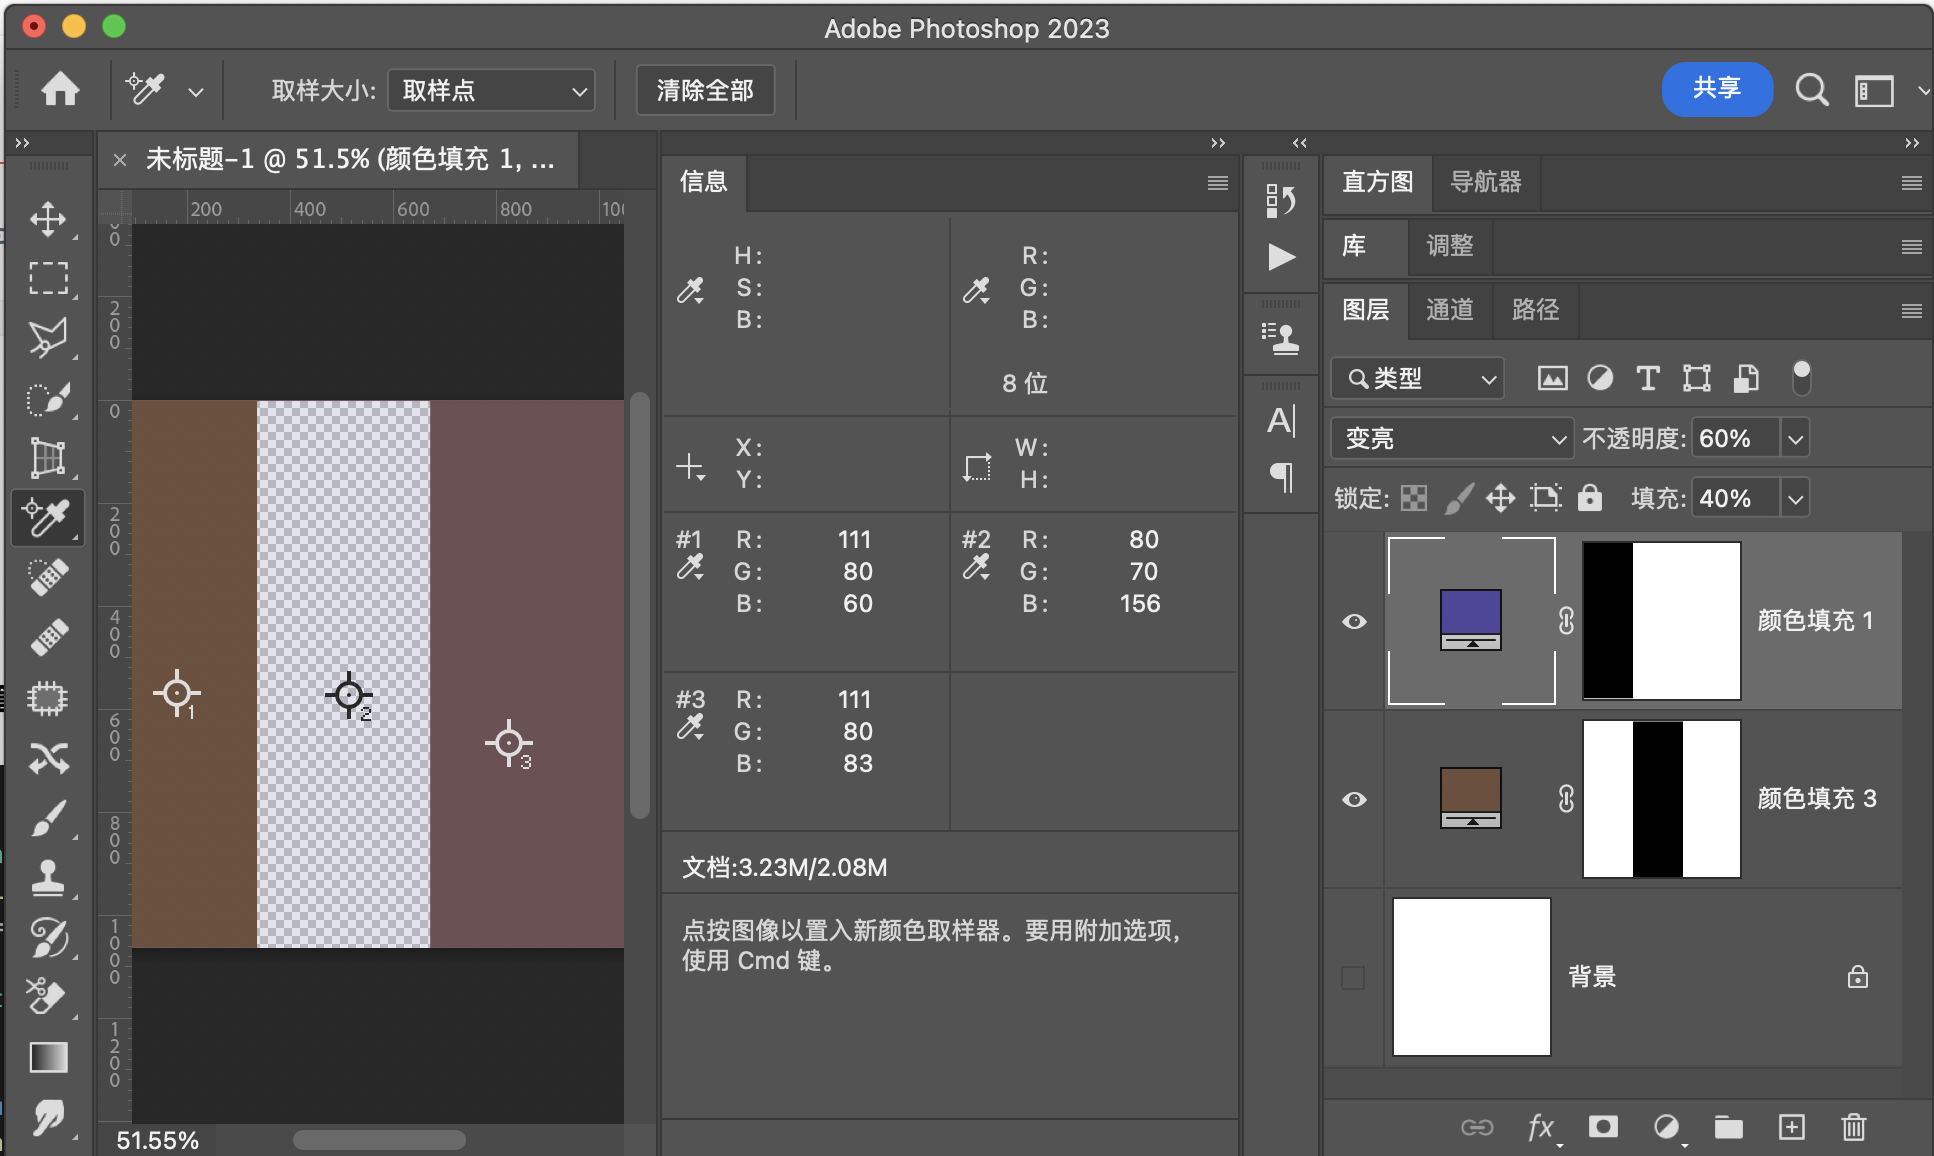 Adobe Photoshop 2023
取样大小: 取样点 清除全部 共享
未标题-1 @ 51.5% (颜色填充 1, ...
200 400 600 800 100
0
200
0
200
400
600
800
1000
1200
1
2
3
51.55%
信息
H:
S:
B:
R:
G:
B:
8 位
X:
Y:
W:
H:
#1 R: 111
G: 80
B: 60
#2 R: 80
G: 70
B: 156
#3 R: 111
G: 80
B: 83
文档:3.23M/2.08M
点按图像以置入新颜色取样器。要用附加选项,
使用 Cmd 键。
直方图 导航器
库 调整
图层 通道 路径
类型
变亮 不透明度: 60%
锁定: 填充: 40%
颜色填充 1
颜色填充 3
背景
fx